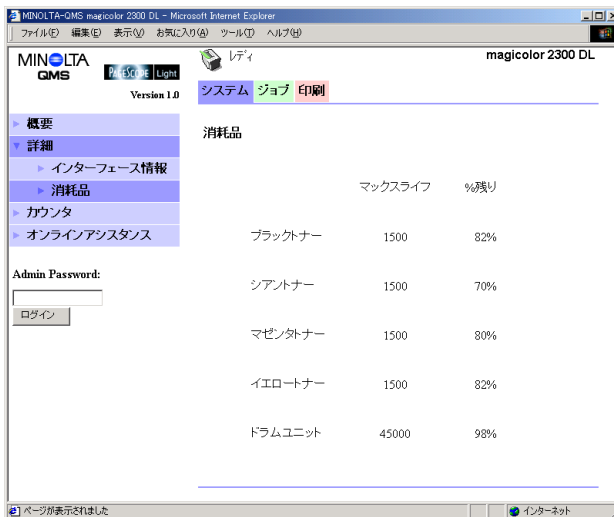 MINOLTA-QMS magicolor 2300 DL - Microsoft Internet Explorer
ファイル(F) 編集(E) 表示(V) お気に入り(A) ツール(T) ヘルプ(H)
MINOLTA
QMS
PAGESCOPE Light
Version 1.0
レディ
magicolor 2300 DL
システム ジョブ 印刷
概要
詳細
インターフェース情報
消耗品
カウンタ
オンラインアシスタンス
Admin Password:
ログイン
消耗品
マックスライフ %残り
ブラックトナー 1500 82%
シアントナー 1500 70%
マゼンタトナー 1500 80%
イエロートナー 1500 82%
ドラムユニット 45000 98%
ページが表示されました
インターネット